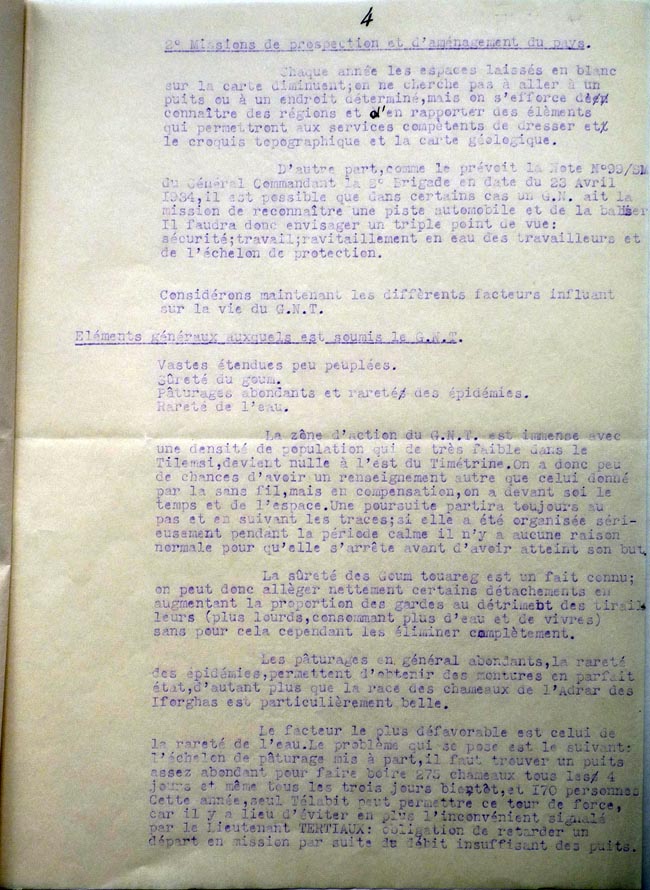 4
2° Missions de prospection et d'aménagement du pays.
Chaque année les espaces laissés en blanc
sur la carte diminuent;on ne cherche pas à aller à un
puits ou à un endroit déterminé,mais on s'efforce de
connaître des régions et d'en rapporter des élèments
qui permettront aux services compétents de dresser et
le croquis topographique et la carte géologique.
D'autre part,comme le prévoit la Note N°99/SM
du Général Commandant la 2° Brigade en date du 23 Avril
1934,il est possible que dans certains cas un G.N. ait la
mission de reconnaître une piste automobile et de la baliser
Il faudra donc envisager un triple point de vue:
sécurité;travail;ravitaillement en eau des travailleurs et
de l'échelon de protection.
Considérons maintenant les diffèrents facteurs influant
sur la vie du G.N.T.
Eléments généraux auxquels est soumis le G.N.T.
Vastes étendues peu peuplées.
Sûreté du goum.
Pâturages abondants et rareté des épidémies.
Rareté de l'eau.
La zône d'action du G.N.T. est immense avec
une densité de population qui de très faible dans le
Tilemsi,devient nulle à l'est du Timétrine.On a donc peu
de chances d'avoir un renseignement autre que celui donné
par la sans fil,mais en compensation,on a devant soi le
temps et de l'espace.Une poursuite partira toujours au
pas et en suivant les traces;si elle a été organisée séri-
eusement pendant la période calme il n'y a aucune raison
normale pour qu'elle s'arrête avant d'avoir atteint son but.
La sûreté des Goum touareg est un fait connu;
on peut donc allèger nettement certains détachements en
augmentant la proportion des gardes au détriment des tirail
leurs (plus lourds,consommant plus d'eau et de vivres)
sans pour cela cependant les éliminer complètement.
Les pâturages en général abondants,la rareté
des épidémies,permettent d'obtenir des montures en parfait
état,d'autant plus que la race des chameaux de l'Adrar des
Iforghas est particulièrement belle.
Le facteur le plus défavorable est celui de
la rareté de l'eau.Le problème qui se pose est le suivant:
l'échelon de pâturage mis à part,il faut trouver un puits
assez abondant pour faire boire 275 chameaux tous les 4
jours et même tous les trois jours bientôt,et 170 personnes
Cette année,seul Télabit peut permettre ce tour de force,
car il y a lieu d'éviter en plus l'inconvénient signalé
par le Lieutenant TERTIAUX: obligation de retarder un
départ en mission par suite du débit insuffisant des puits.